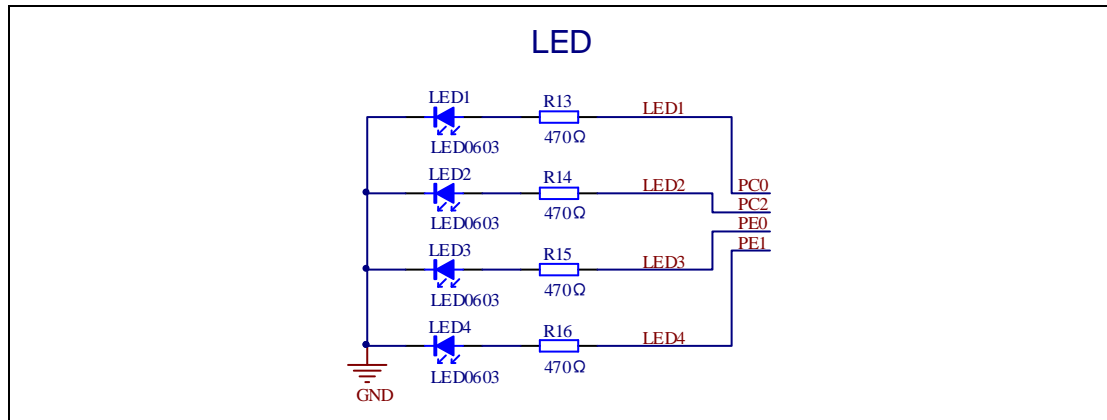 LED
LED1
R13
LED1
470Ω
LED0603
LED2
R14
LED2
PC0
470Ω
PC2
LED0603
PE0
LED3
R15
PE1
LED3
470Ω
LED0603
LED4
R16
LED4
470Ω
LED0603
GND